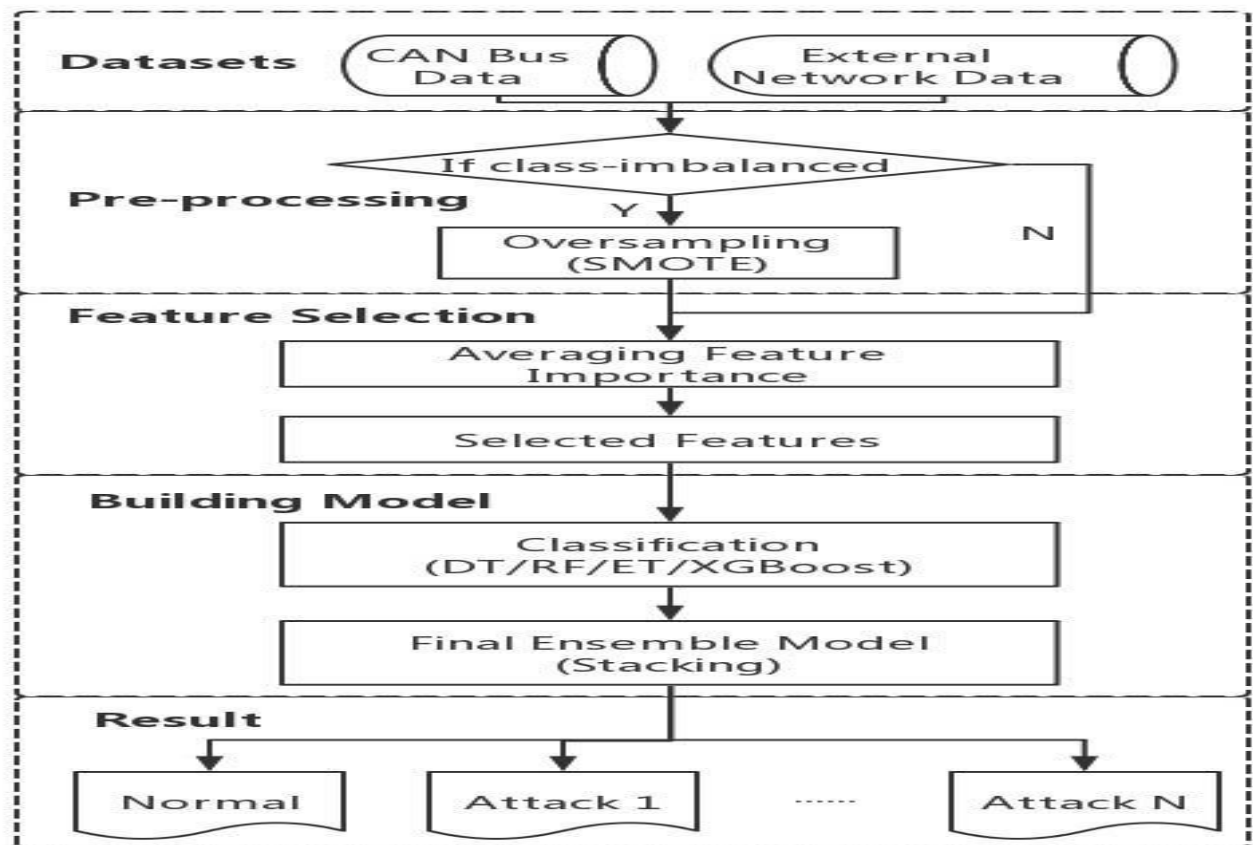 Datasets
CAN Bus
Data
External
Network Data
If class-imbalanced
Pre-processing
Y
N
Oversampling
(SMOTE)
Feature Selection
Averaging Feature
Importance
Selected Features
Building Model
Classification
(DT/RF/ET/XGBoost)
Final Ensemble Model
(Stacking)
Result
Normal
Attack 1
......
Attack N